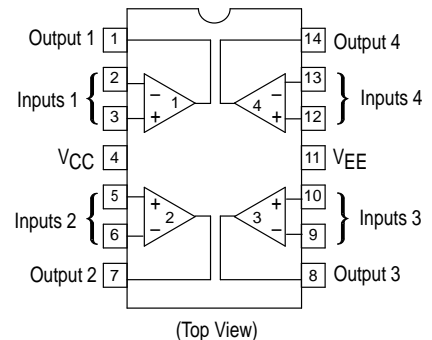 Output 1 1 14 Output 4
2 − − 13
Inputs 1 { 1 4 } Inputs 4
3 + + 12
VCC 4 11 VEE
5 + + 10
Inputs 2 { 2 3 } Inputs 3
6 − − 9
Output 2 7 8 Output 3
(Top View)